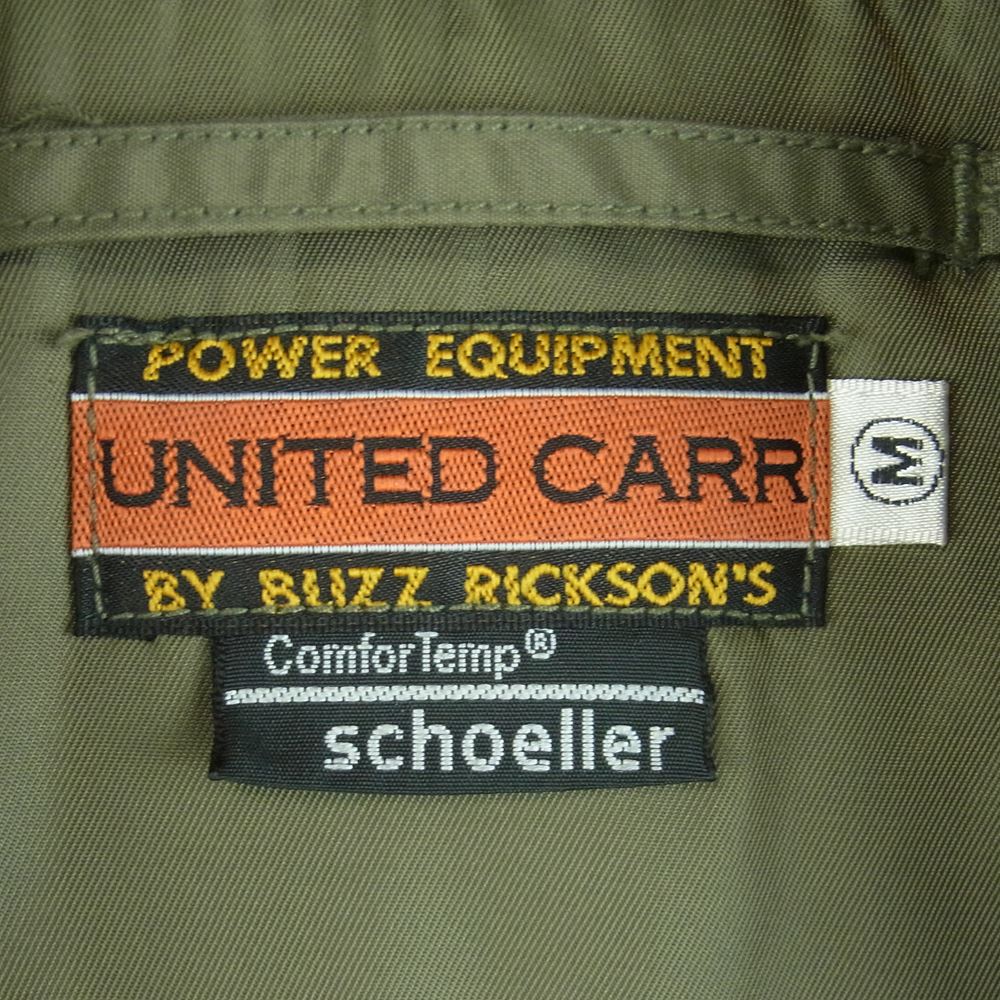 POWER EQUIPMENT
UNITED CARR
M
BY BUZZ RICKSON'S
ComforTemp®
schoeller